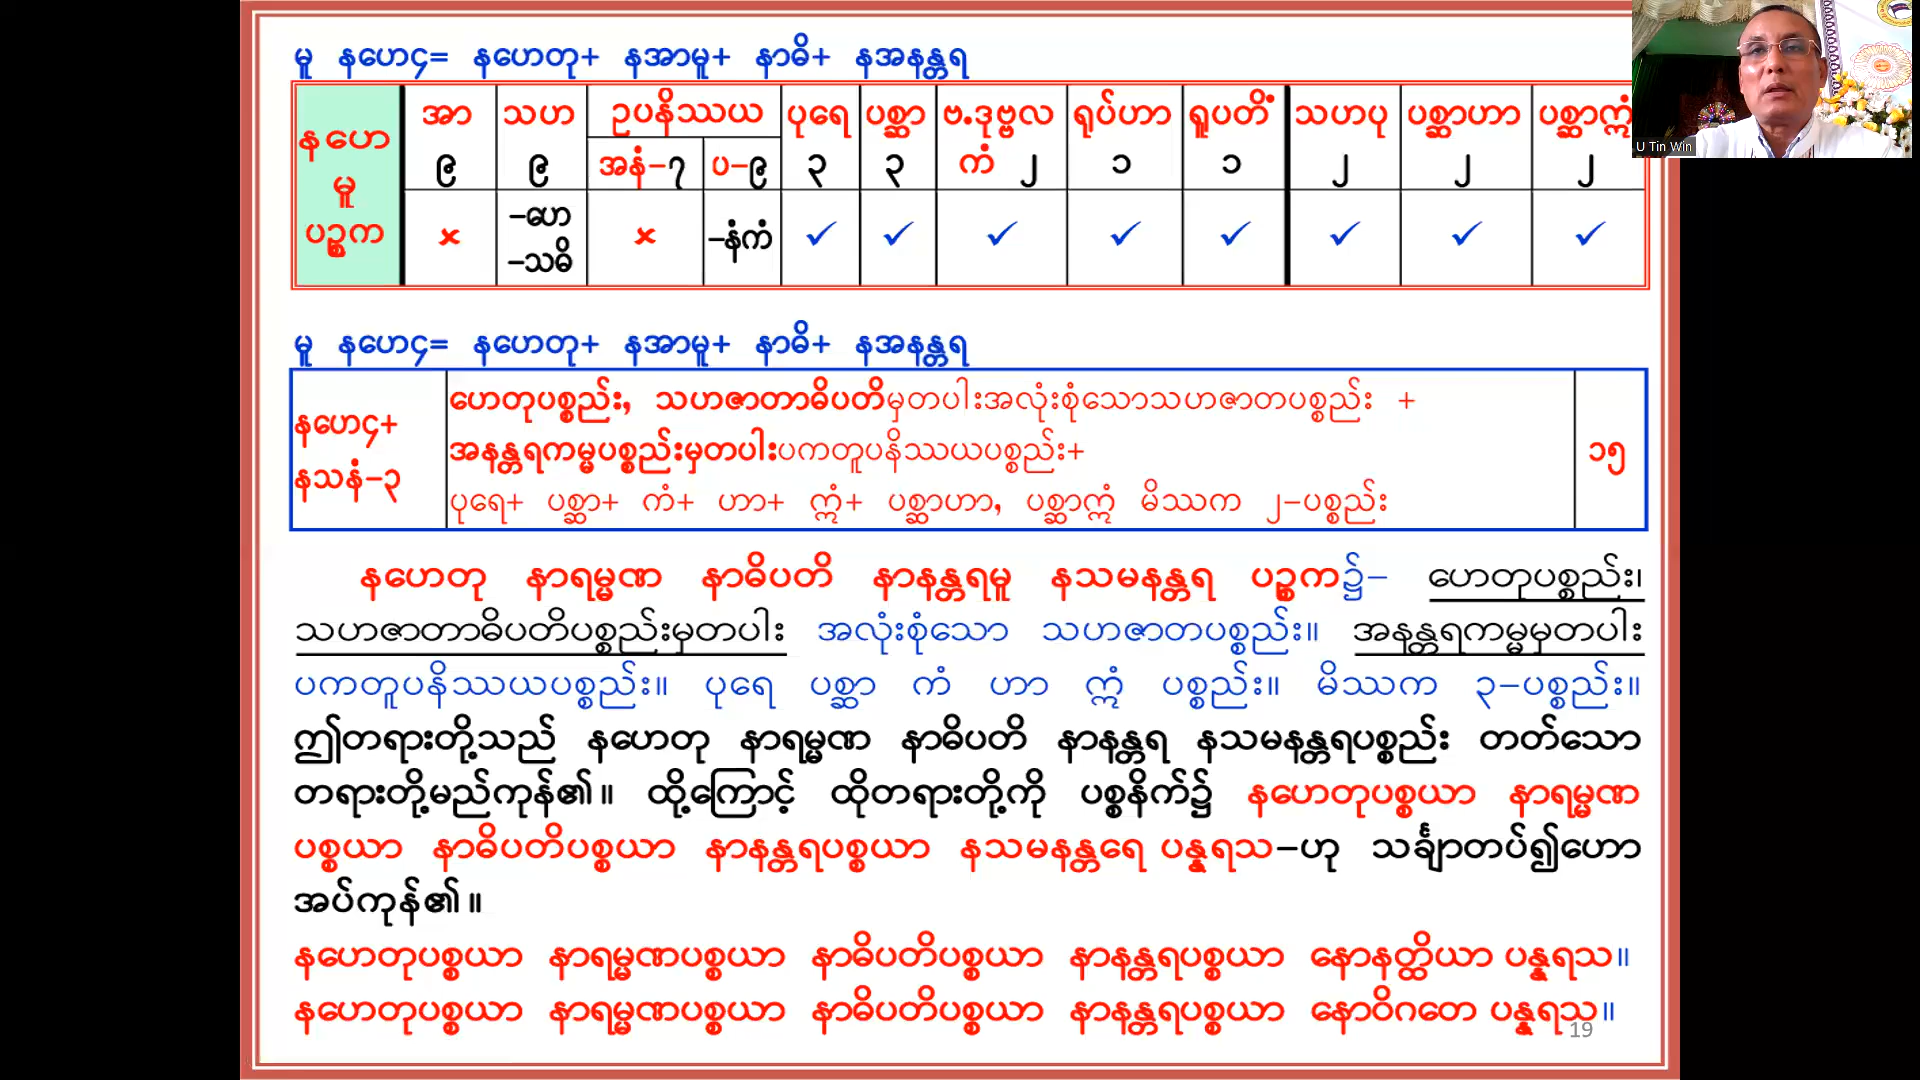 မူ နဟေ၄= နဟေတု+ နအာမူ+ နာဓိ+ နအနန္တရ
နဟေ မူ ပဉ္စက
အာ ၉ သဟ ၉ ဥပနိဿယ အနံ-၇ ပ-၉ ပုရေ ၃ ပစ္ဆာ ၃ ဗ.ဒုဗ္ဗလ ကံ ၂ ရုပ်ဟာ ၁ ရူပတိံ ၁ သဟပု ၂ ပစ္ဆာဟာ ၂ ပစ္ဆာဣံ ၂
× -ဟေ -သဓိ × -နံကံ ✓ ✓ ✓ ✓ ✓ ✓ ✓ ✓
U Tin Win
မူ နဟေ၄= နဟေတု+ နအာမူ+ နာဓိ+ နအနန္တရ
နဟေ၄+
နသနံ-၃
ဟေတုပစ္စည်း, သဟဇာတာဓိပတိမှတပါးအလုံးစုံသောသဟဇာတပစ္စည်း +
အနန္တရကမ္မပစ္စည်းမှတပါးပကတူပနိဿယပစ္စည်း+
ပုရေ+ ပစ္ဆာ+ ကံ+ ဟာ+ ဣံ+ ပစ္ဆာဟာ, ပစ္ဆာဣံ မိဿက ၂-ပစ္စည်း
၁၅
နဟေတု နာရမ္မဏ နာဓိပတိ နာနန္တရမူ နသမနန္တရ ပဉ္စက၌- ဟေတုပစ္စည်း၊
သဟဇာတာဓိပတိပစ္စည်းမှတပါး အလုံးစုံသော သဟဇာတပစ္စည်း။ အနန္တရကမ္မမှတပါး
ပကတူပနိဿယပစ္စည်း။ ပုရေ ပစ္ဆာ ကံ ဟာ ဣံ ပစ္စည်း။ မိဿက ၃-ပစ္စည်း။
ဤတရားတို့သည် နဟေတု နာရမ္မဏ နာဓိပတိ နာနန္တရ နသမနန္တရပစ္စည်း တတ်သော
တရားတို့မည်ကုန်၏။ ထို့ကြောင့် ထိုတရားတို့ကို ပစ္စနိက်၌ နဟေတုပစ္စယာ နာရမ္မဏ
ပစ္စယာ နာဓိပတိပစ္စယာ နာနန္တရပစ္စယာ နသမနန္တရေ ပန္နရသ-ဟု သင်္ချာတပ်၍ဟော
အပ်ကုန်၏။
နဟေတုပစ္စယာ နာရမ္မဏပစ္စယာ နာဓိပတိပစ္စယာ နာနန္တရပစ္စယာ နောနတ္ထိယာ ပန္နရသ။
နဟေတုပစ္စယာ နာရမ္မဏပစ္စယာ နာဓိပတိပစ္စယာ နာနန္တရပစ္စယာ နောဝိဂတေ ပန္နရသ။
19